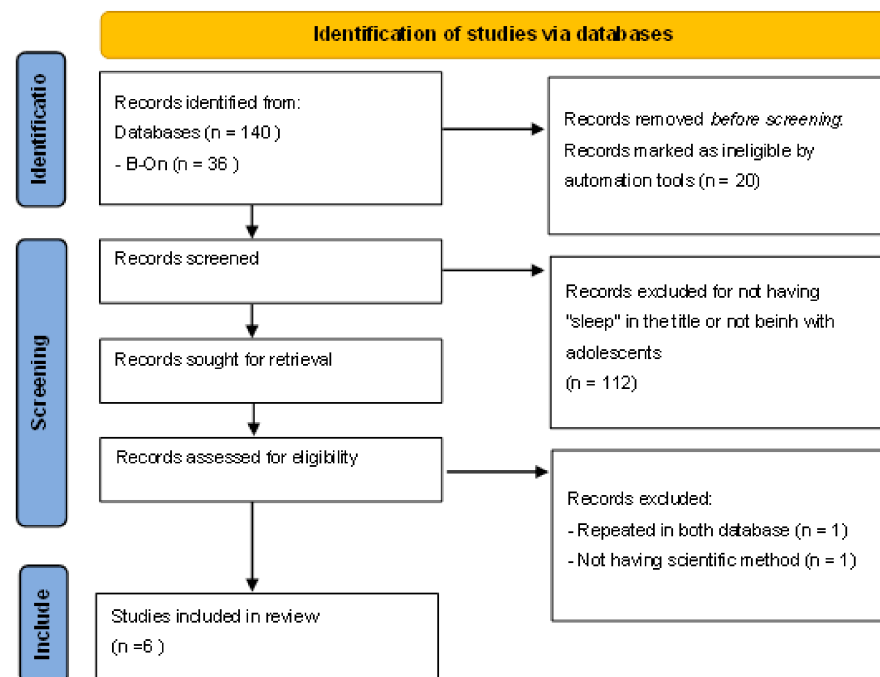 Identification of studies via databases
Identificatio
Records identified from:
Databases (n = 140 )
- B-On (n = 36 )
Records removed before screening:
Records marked as ineligible by
automation tools (n = 20)
Screening
Records screened
Records excluded for not having
"sleep" in the title or not beinh with
adolescents
(n = 112)
Records sought for retrieval
Records assessed for eligibility
Records excluded:
- Repeated in both database (n = 1)
- Not having scientific method (n = 1)
Include
Studies included in review
(n =6 )